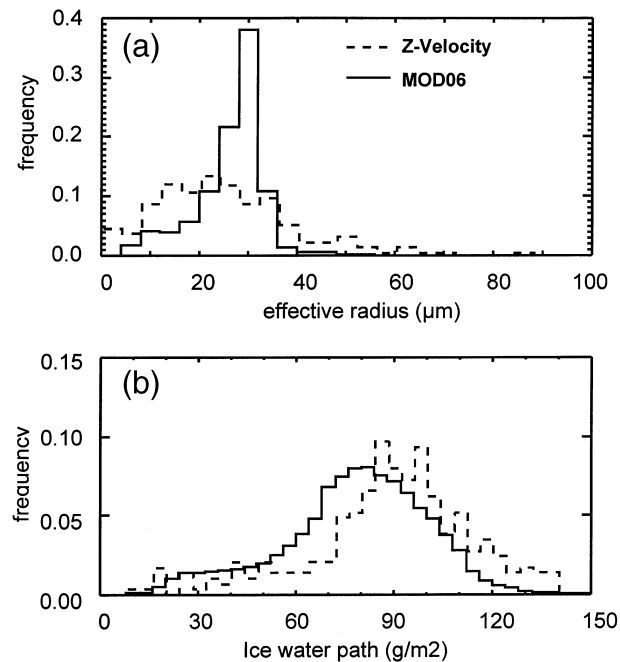 (a)
Z-Velocity
MOD06
frequency
0.4
0.3
0.2
0.1
0.0
0 20 40 60 80 100
effective radius (µm)
(b)
frequency
0.15
0.10
0.05
0.00
0 30 60 90 120 150
Ice water path (g/m2)